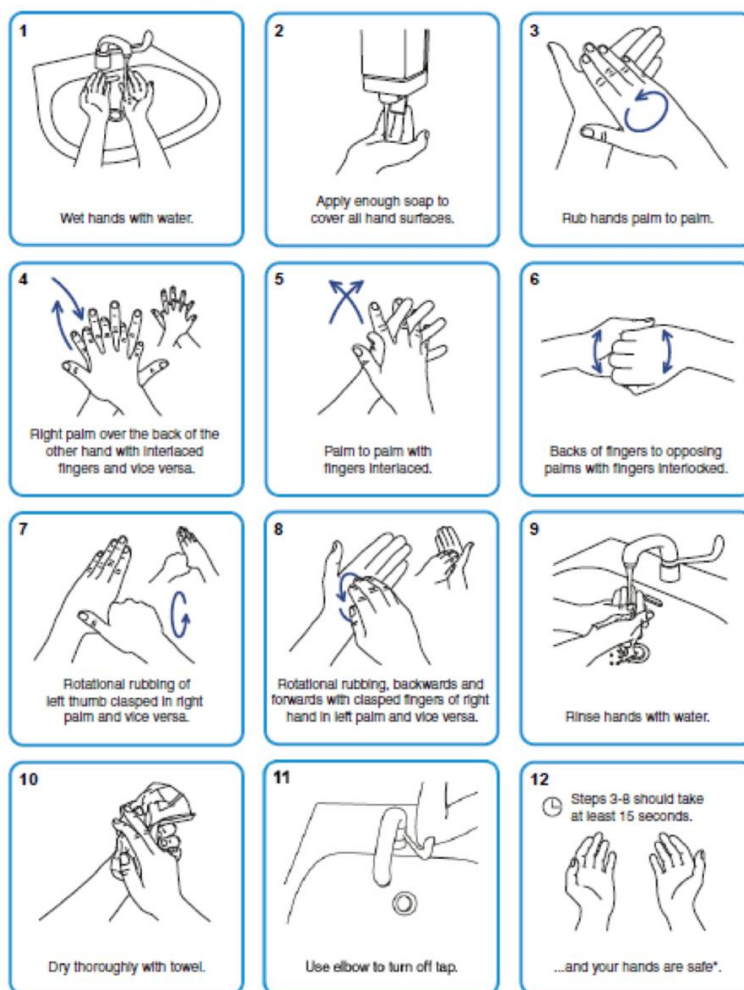 1
Wet hands with water.
2
Apply enough soap to
cover all hand surfaces.
3
Rub hands palm to palm.
4
Right palm over the back of the
other hand with interlaced
fingers and vice versa.
5
Palm to palm with
fingers interlaced.
6
Backs of fingers to opposing
palms with fingers interlocked.
7
Rotational rubbing of
left thumb clasped in right
palm and vice versa.
8
Rotational rubbing, backwards and
forwards with clasped fingers of right
hand in left palm and vice versa.
9
Rinse hands with water.
10
Dry thoroughly with towel.
11
Use elbow to turn off tap.
12
Steps 3-8 should take
at least 15 seconds.
...and your hands are safe*.